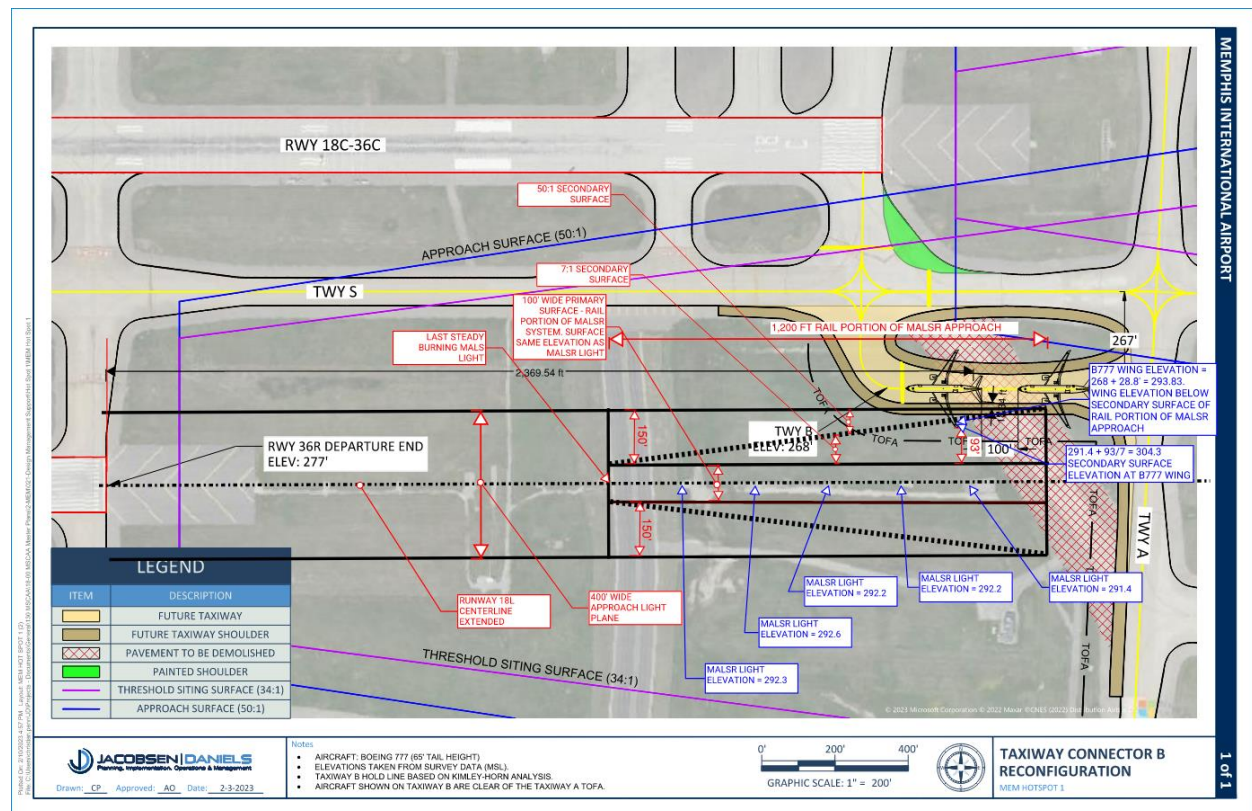 MEMPHIS INTERNATIONAL AIRPORT
RWY 18C-36C
50:1 SECONDARY
SURFACE
APPROACH SURFACE (50:1)
7:1 SECONDARY
SURFACE
TWY S
100' WIDE PRIMARY
SURFACE - RAIL
PORTION OF MALSR
SYSTEM. SURFACE
SAME ELEVATION AS
MALSR LIGHT
LAST STEADY
BURNING MALS
LIGHT
1,200 FT RAIL PORTION OF MALSR APPROACH
267'
2,369.54 ft
B777 WING ELEVATION =
268 + 28.8' = 293.83.
WING ELEVATION BELOW
SECONDARY SURFACE OF
RAIL PORTION OF MALSR
APPROACH
TOFA
TWY B
ELEV: 268'
TOFA
TOFA
TOFA
150'
93'
100'
RWY 36R DEPARTURE END
ELEV: 277'
291.4 + 93/7 = 304.3
SECONDARY SURFACE
ELEVATION AT B777 WING
150'
TOFA
TWY A
RUNWAY 18L
CENTERLINE
EXTENDED
400' WIDE
APPROACH LIGHT
PLANE
MALSR LIGHT
ELEVATION = 292.2
MALSR LIGHT
ELEVATION = 292.2
MALSR LIGHT
ELEVATION = 291.4
MALSR LIGHT
ELEVATION = 292.6
MALSR LIGHT
ELEVATION = 292.3
THRESHOLD SITING SURFACE (34:1)
TOFA
LEGEND
ITEM DESCRIPTION
FUTURE TAXIWAY
FUTURE TAXIWAY SHOULDER
PAVEMENT TO BE DEMOLISHED
PAINTED SHOULDER
THRESHOLD SITING SURFACE (34:1)
APPROACH SURFACE (50:1)
© 2023 Microsoft Corporation © 2022 Maxar ©CNES (2022) Distribution
JACOBSEN|DANIELS
Planning, Implementation, Operations & Management
Drawn: CP Approved: AO Date: 2-3-2023
Notes
• AIRCRAFT: BOEING 777 (65' TAIL HEIGHT)
• ELEVATIONS TAKEN FROM SURVEY DATA (MSL).
• TAXIWAY B HOLD LINE BASED ON KIMLEY-HORN ANALYSIS.
• AIRCRAFT SHOWN ON TAXIWAY B ARE CLEAR OF THE TAXIWAY A TOFA.
0' 200' 400'
GRAPHIC SCALE: 1" = 200'
TAXIWAY CONNECTOR B
RECONFIGURATION
MEM HOTSPOT 1
1 of 1